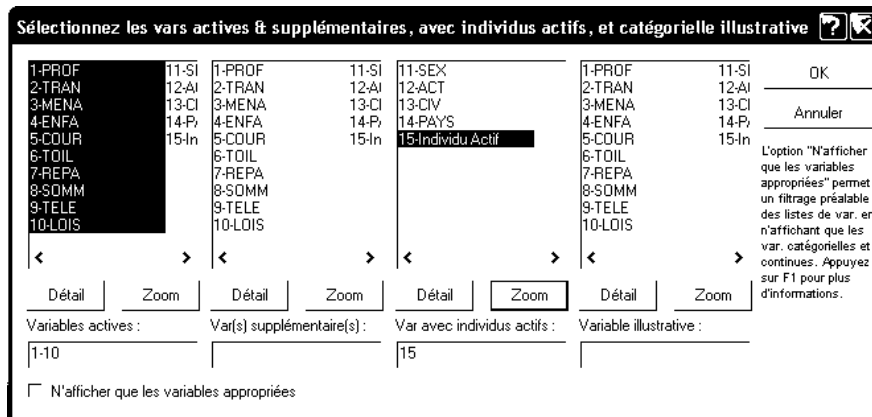 Sélectionnez les vars actives & supplémentaires, avec individus actifs, et catégorielle illustrative
1-PROF 11-SI
2-TRAN 12-A
3-MENA 13-CI
4-ENFA 14-P
5-COUR 15-In
6-TOIL
7-REPA
8-SOMM
9-TELE
10-LOIS
1-PROF 11-SI
2-TRAN 12-A
3-MENA 13-CI
4-ENFA 14-P
5-COUR 15-In
6-TOIL
7-REPA
8-SOMM
9-TELE
10-LOIS
11-SEX
12-ACT
13-CIV
14-PAYS
15-Individu Actif
1-PROF 11-SI
2-TRAN 12-A
3-MENA 13-CI
4-ENFA 14-P
5-COUR 15-In
6-TOIL
7-REPA
8-SOMM
9-TELE
10-LOIS
OK
Annuler
L'option "N'afficher
que les variables
appropriées" permet
un filtrage préalable
des listes de var. en
n'affichant que les
var. catégorielles et
continues. Appuyez
sur F1 pour plus
d'informations.
Détail Zoom Détail Zoom Détail Zoom Détail Zoom
Variables actives : Var(s) supplémentaire(s) : Var avec individus actifs : Variable illustrative :
1-10 15
N'afficher que les variables appropriées